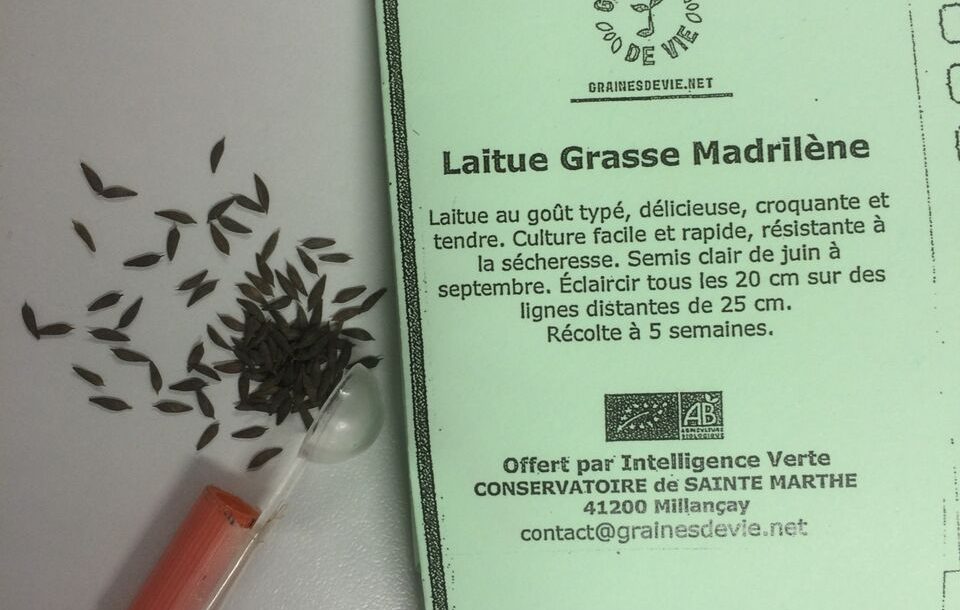 DE VIE
GRAINESDEVIE.NET
Laitue Grasse Madrilène
Laitue au goût typé, délicieuse, croquante et
tendre. Culture facile et rapide, résistante à
la sécheresse. Semis clair de juin à
septembre. Éclaircir tous les 20 cm sur des
lignes distantes de 25 cm.
Récolte à 5 semaines.
AB
AGRICULTURE
BIOLOGIQUE
Offert par Intelligence Verte
CONSERVATOIRE de SAINTE MARTHE
41200 Millançay
contact@grainesdevie.net